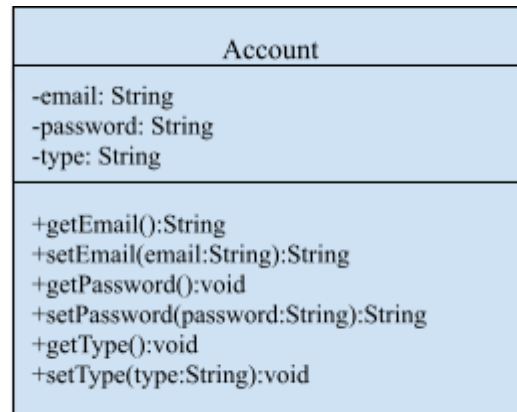 Account
-email: String
-password: String
-type: String
+getEmail():String
+setEmail(email:String):String
+getPassword():void
+setPassword(password:String):String
+getType():void
+setType(type:String):void